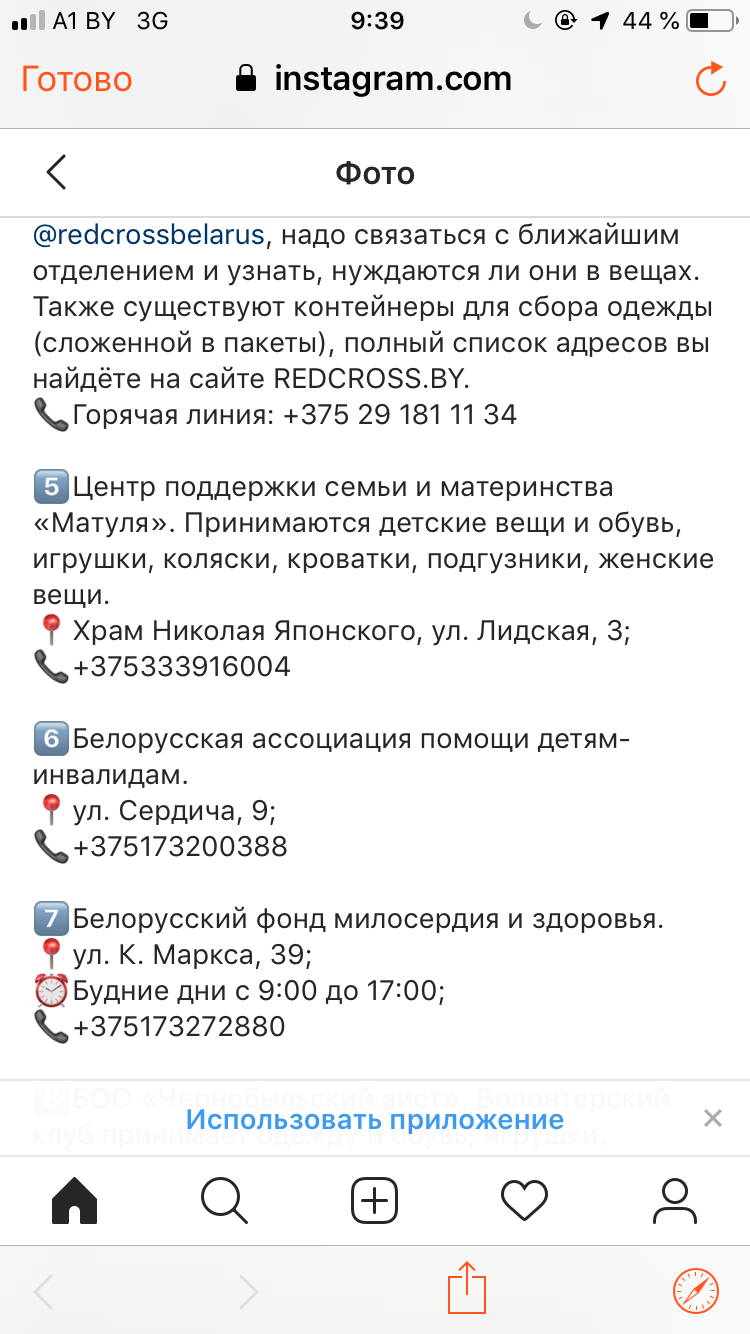 A1 BY 3G 9:39 44 %
Готово instagram.com
Фото
@redcrossbelarus, надо связаться с ближайшим
отделением и узнать, нуждаются ли они в вещах.
Также существуют контейнеры для сбора одежды
(сложенной в пакеты), полный список адресов вы
найдёте на сайте REDCROSS.BY.
📞Горячая линия: +375 29 181 11 34
5️⃣Центр поддержки семьи и материнства
«Матуля». Принимаются детские вещи и обувь,
игрушки, коляски, кроватки, подгузники, женские
вещи.
📍Храм Николая Японского, ул. Лидская, 3;
📞+375333916004
6️⃣Белорусская ассоциация помощи детям-
инвалидам.
📍ул. Сердича, 9;
📞+375173200388
7️⃣Белорусский фонд милосердия и здоровья.
📍ул. К. Маркса, 39;
⏰Будние дни с 9:00 до 17:00;
📞+375173272880
8️⃣БОО «Чернобыльский аист». Волонтерский
клуб принимает одежду и обувь, игрушки,
Использовать приложение